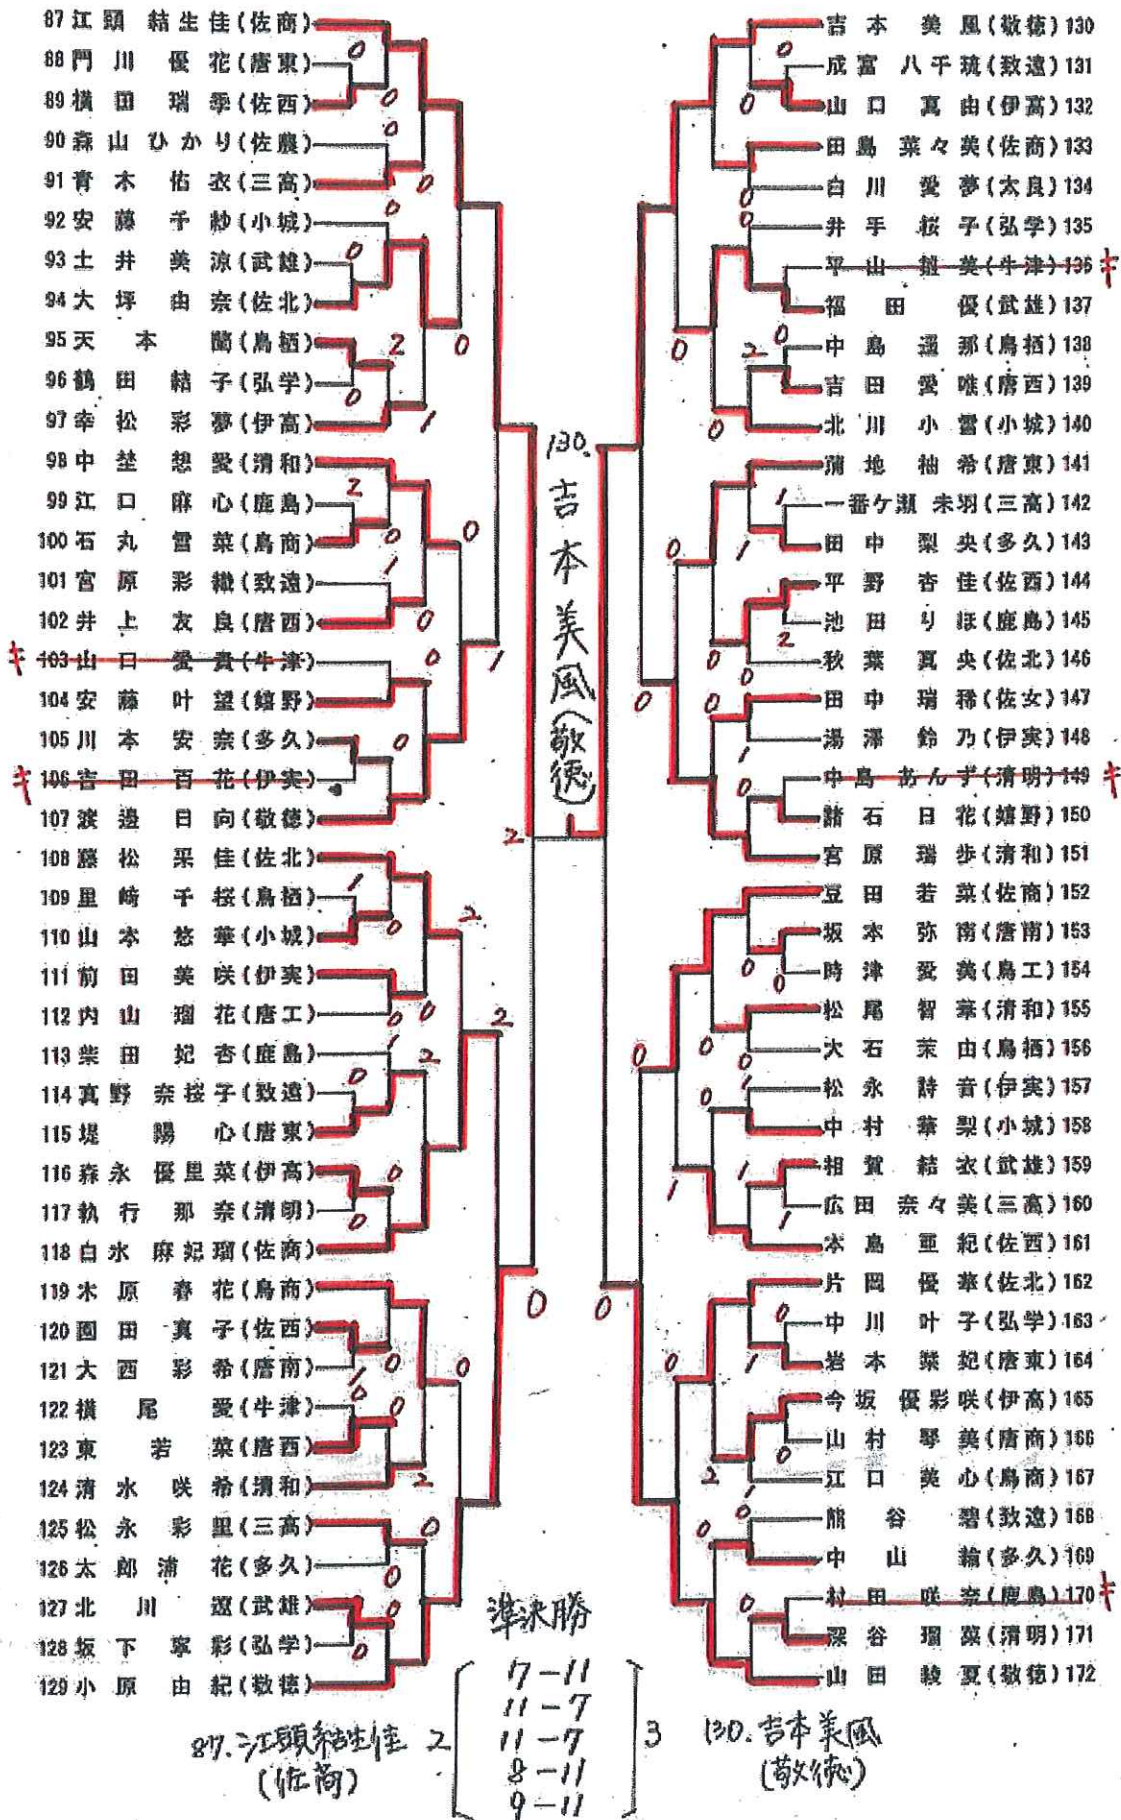 87 江頭 結生佳(佐商)
88 門川 優花(唐東)
89 横国 瑞季(佐西)
90 森山ひかり(佐農)
91 青木 佑衣(三高)
92 安藤 千紗(小城)
93 土井 美涼(武雄)
94 大坪 由奈(佐北)
95 天本 蘭(鳥栖)
96 鶴田 結子(弘学)
97 幸松 彩夢(伊高)
98 中埜 想愛(清和)
99 江口 麻心(鹿島)
100 石丸 雪菜(鳥商)
101 宮原 彩織(致遠)
102 井上 友良(唐西)
キ 103 山口 愛貴(牛津)
104 安藤 叶望(嬉野)
105 川本 安奈(多久)
キ 106 吉田 百花(伊実)
107 渡邉 日向(敬徳)
108 藤松 采佳(佐北)
109 里﨑 千桜(鳥栖)
110 山本 悠華(小城)
111 前田 美咲(伊実)
112 内山 瑠花(唐工)
113 柴田 妃杏(鹿島)
114 真野 奈桜子(致遠)
115 堤 陽心(唐東)
116 森永 優里菜(伊高)
117 執行 那奈(清明)
118 白水 麻妃瑠(佐商)
119 木原 春花(鳥商)
120 園田 真子(佐西)
121 大西 彩希(唐南)
122 横尾 愛(牛津)
123 東 若菜(唐西)
124 清水 咲希(清和)
125 松永 彩里(三高)
126 太郎浦 花(多久)
127 北川 遼(武雄)
128 坂下 寧彩(弘学)
129 小原 由紀(敬徳)
130. 吉本美風(敬徳)
吉本 美風(敬徳)130
成富 八千琉(致遠)131
山口 真由(伊高)132
田島 菜々美(佐商)133
白川 愛夢(太良)134
井手 桜子(弘学)135
平山 雛美(牛津)136 キ
福田 優(武雄)137
中島 遥那(鳥栖)138
吉田 愛唯(唐西)139
北川 小雪(小城)140
蒲地 柚希(唐東)141
一番ケ瀬 未羽(三高)142
田中 梨央(多久)143
平野 杏佳(佐西)144
池田 りほ(鹿島)145
秋葉 真央(佐北)146
田中 瑞稀(佐女)147
湯澤 鈴乃(伊実)148
中島 あんず(清明)149 キ
諸石 日花(嬉野)150
宮原 瑞歩(清和)151
豆田 若菜(佐商)152
坂本 弥南(唐南)153
時津 愛美(鳥工)154
松尾 智華(清和)155
大石 茉由(鳥栖)156
松永 詩音(伊実)157
中村 華梨(小城)158
相賀 結衣(武雄)159
広田 奈々美(三高)160
本島 亜紀(佐西)161
片岡 優華(佐北)162
中川 叶子(弘学)163
岩本 栞妃(唐東)164
今坂 優彩咲(伊高)165
山村 琴美(唐商)166
江口 美心(鳥商)167
熊谷 碧(致遠)168
中山 輪(多久)169
村田 咲奈(鹿島)170 キ
深谷 瑠菜(清明)171
山田 綾夏(敬徳)172
準決勝
7-11
11-7
11-7
8-11
9-11
87. 江頭結生佳 2
(佐商)
3 130. 吉本美風
(敬徳)